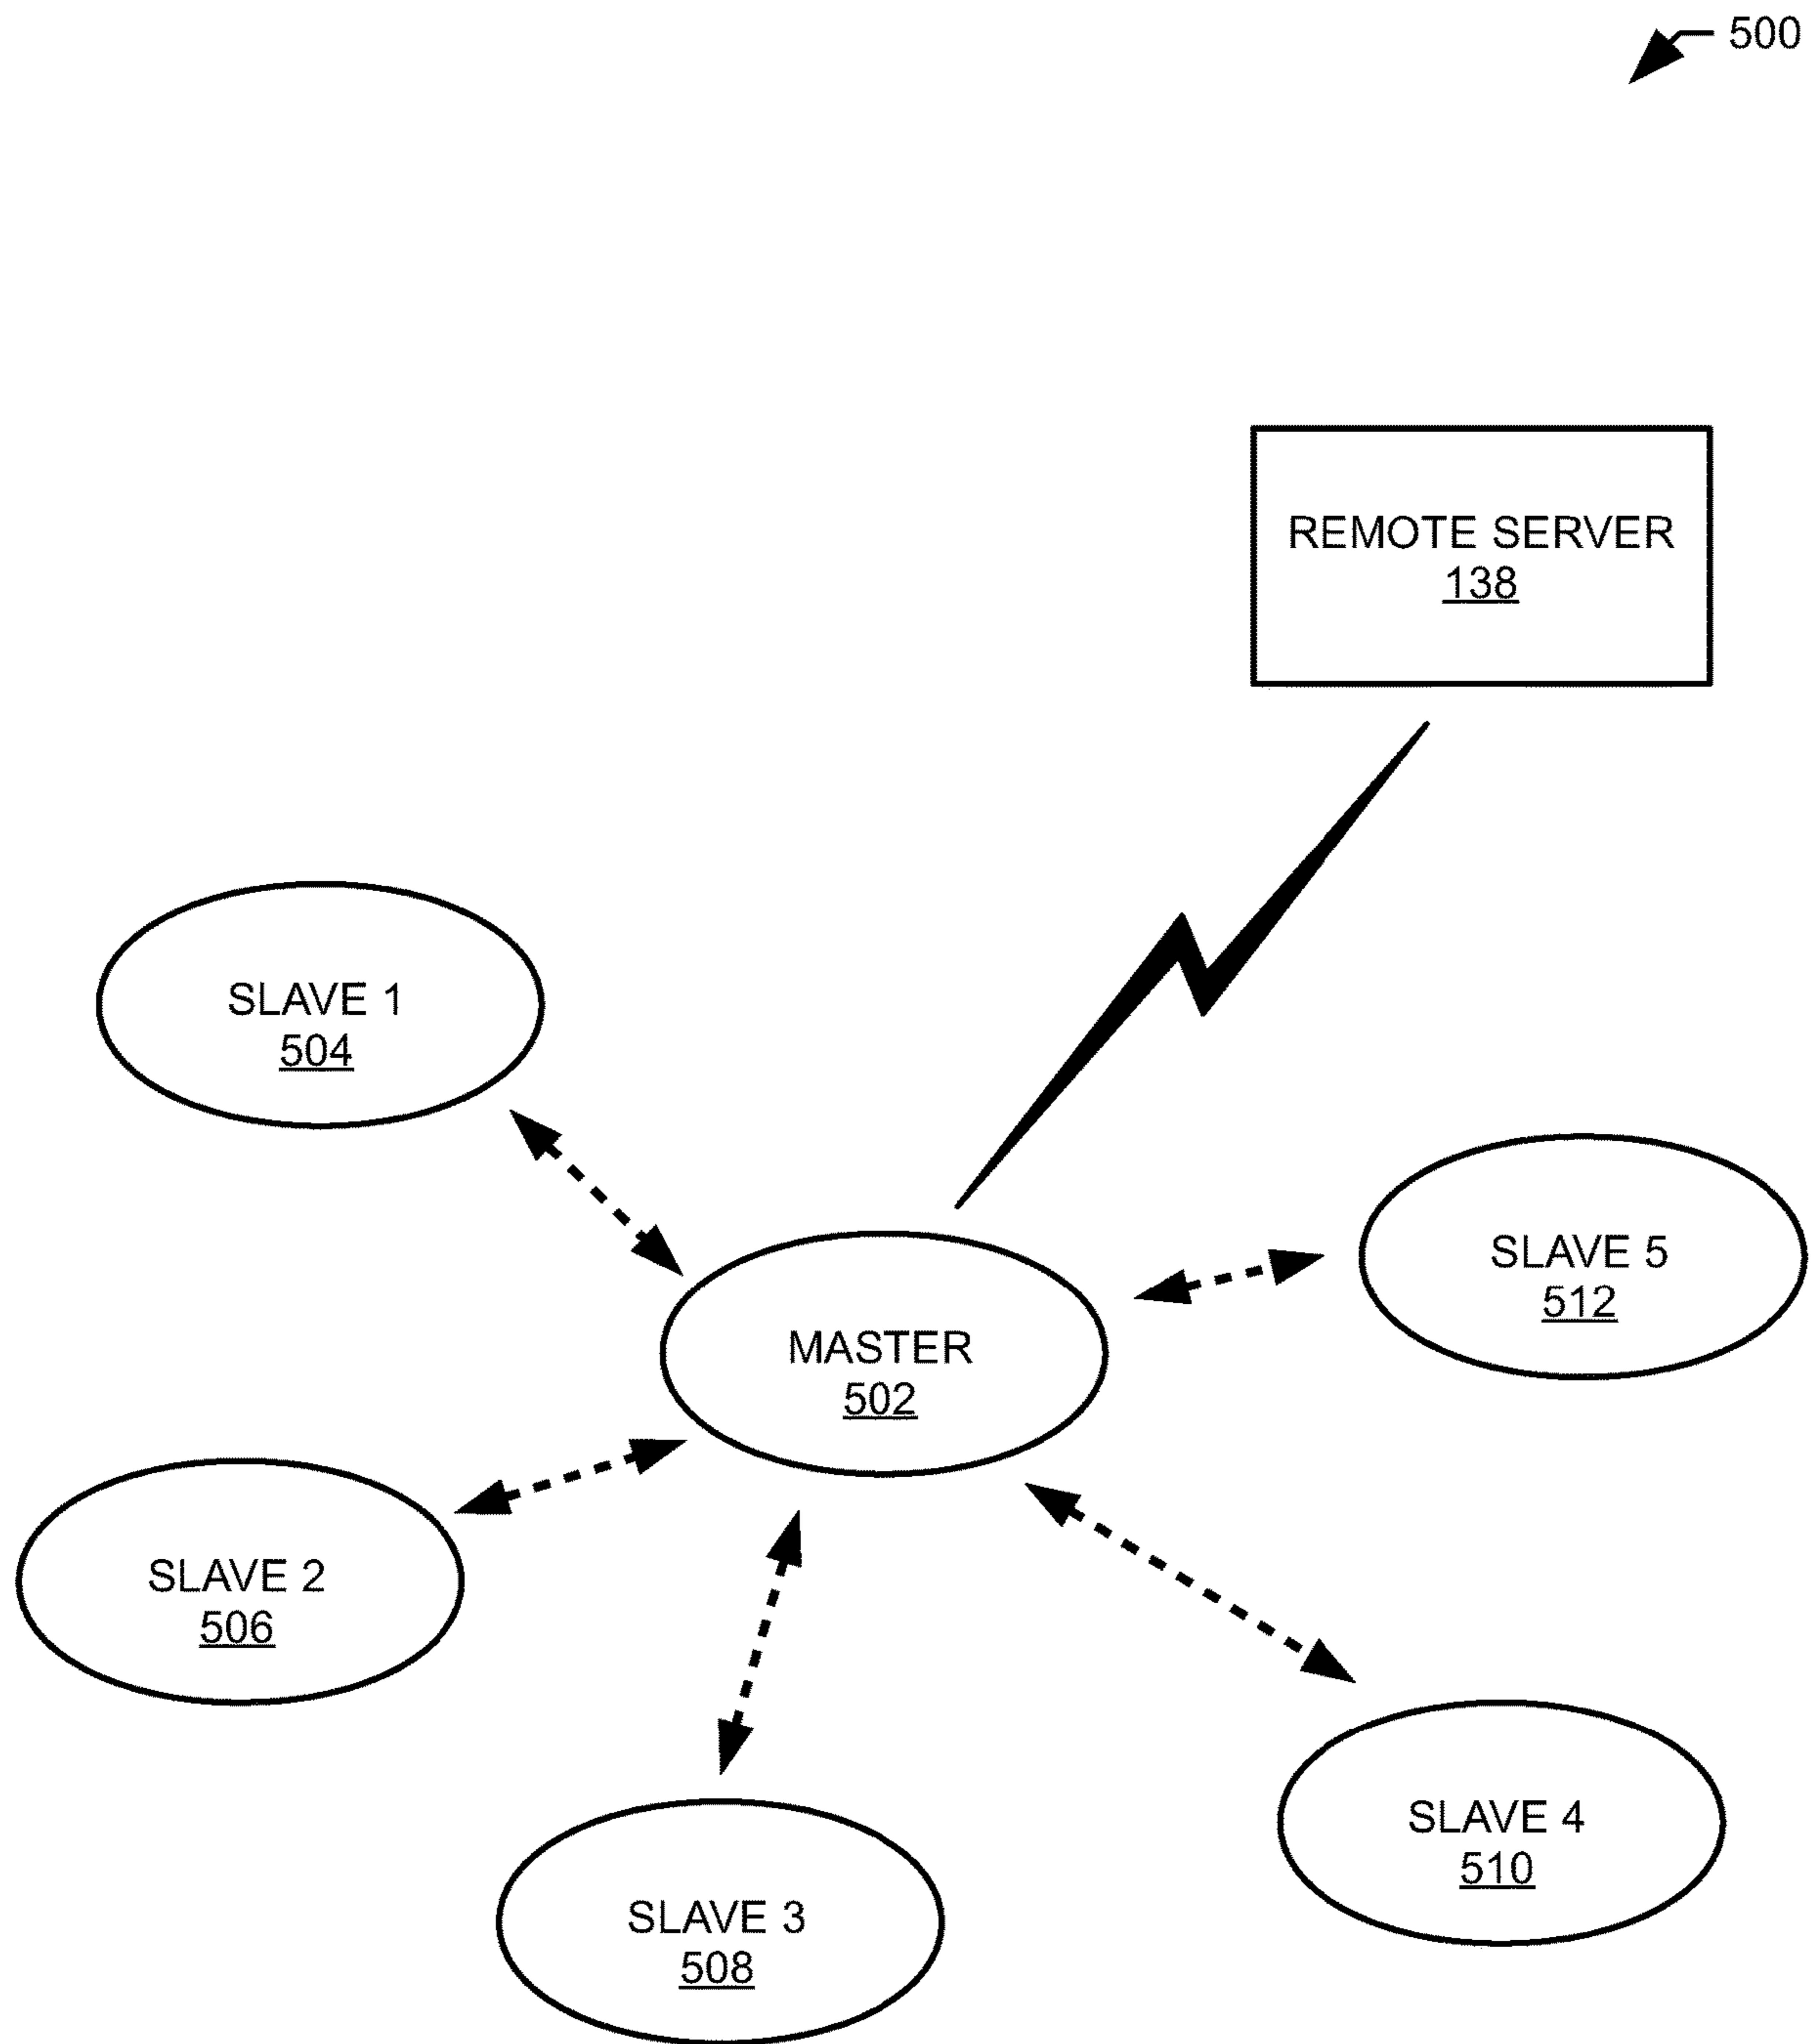 500
REMOTE SERVER
138
SLAVE 1
504
SLAVE 5
512
MASTER
502
SLAVE 2
506
SLAVE 4
510
SLAVE 3
508